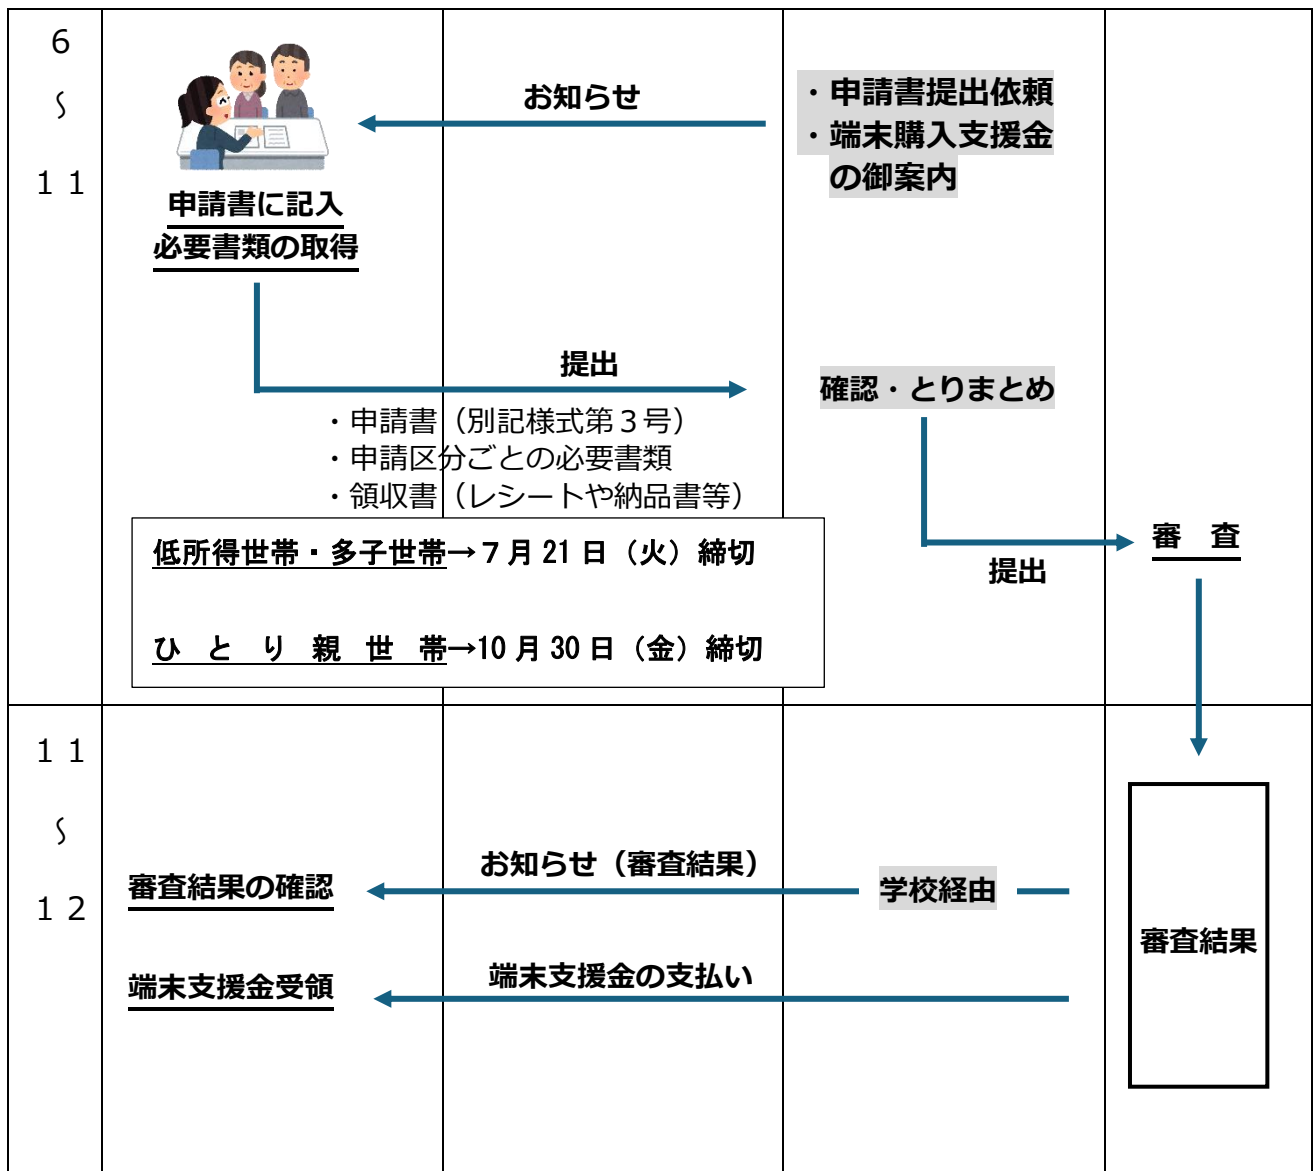 6
～
１１
お知らせ
・申請書提出依頼
・端末購入支援金
の御案内
申請書に記入
必要書類の取得
提出
確認・とりまとめ
・申請書（別記様式第３号）
・申請区分ごとの必要書類
・領収書（レシートや納品書等）
低所得世帯・多子世帯→７月 21 日（火）締切
ひ と り 親 世 帯→10 月 30 日（金）締切
提出
審　査
１１
～
１２
お知らせ（審査結果）
学校経由
審査結果の確認
審査結果
端末支援金の支払い
端末支援金受領